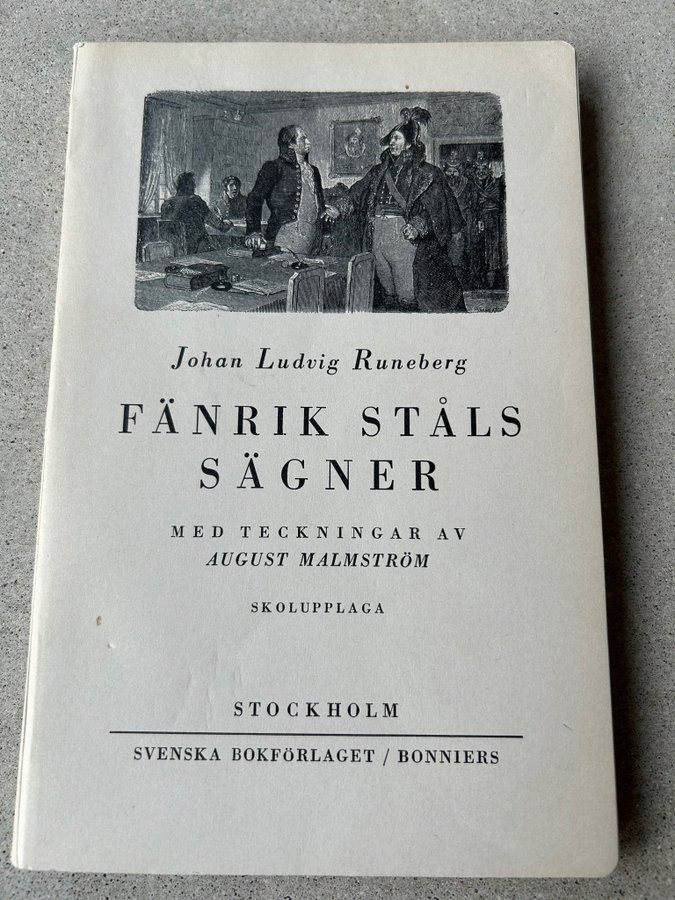 Johan Ludvig Runeberg
FÄNRIK STÅLS
SÄGNER
MED TECKNINGAR AV
AUGUST MALMSTRÖM
SKOLUPPLAGA
STOCKHOLM
SVENSKA BOKFÖRLAGET / BONNIERS